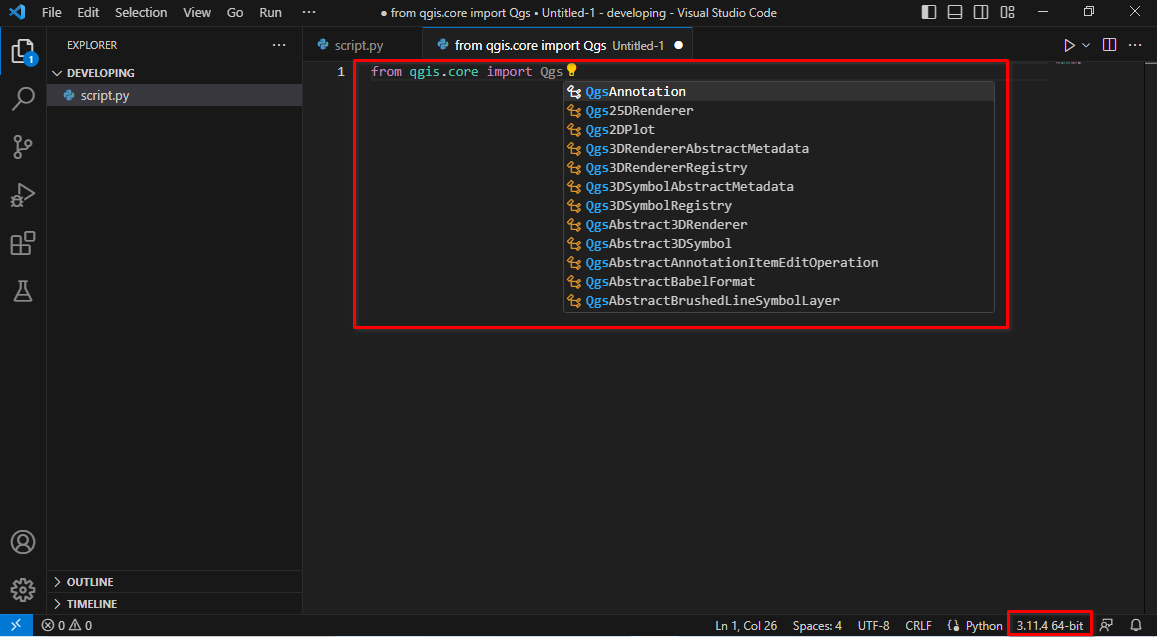 File Edit Selection View Go Run ···
● from qgis.core import Qgs • Untitled-1 - developing - Visual Studio Code
1
EXPLORER ···
DEVELOPING
script.py
OUTLINE
TIMELINE
script.py
from qgis.core import Qgs Untitled-1 ●
1 from qgis.core import Qgs
QgsAnnotation
Qgs25DRenderer
Qgs2DPlot
Qgs3DRendererAbstractMetadata
Qgs3DRendererRegistry
Qgs3DSymbolAbstractMetadata
Qgs3DSymbolRegistry
QgsAbstract3DRenderer
QgsAbstract3DSymbol
QgsAbstractAnnotationItemEditOperation
QgsAbstractBabelFormat
QgsAbstractBrushedLineSymbolLayer
0 0 Ln 1, Col 26 Spaces: 4 UTF-8 CRLF Python 3.11.4 64-bit